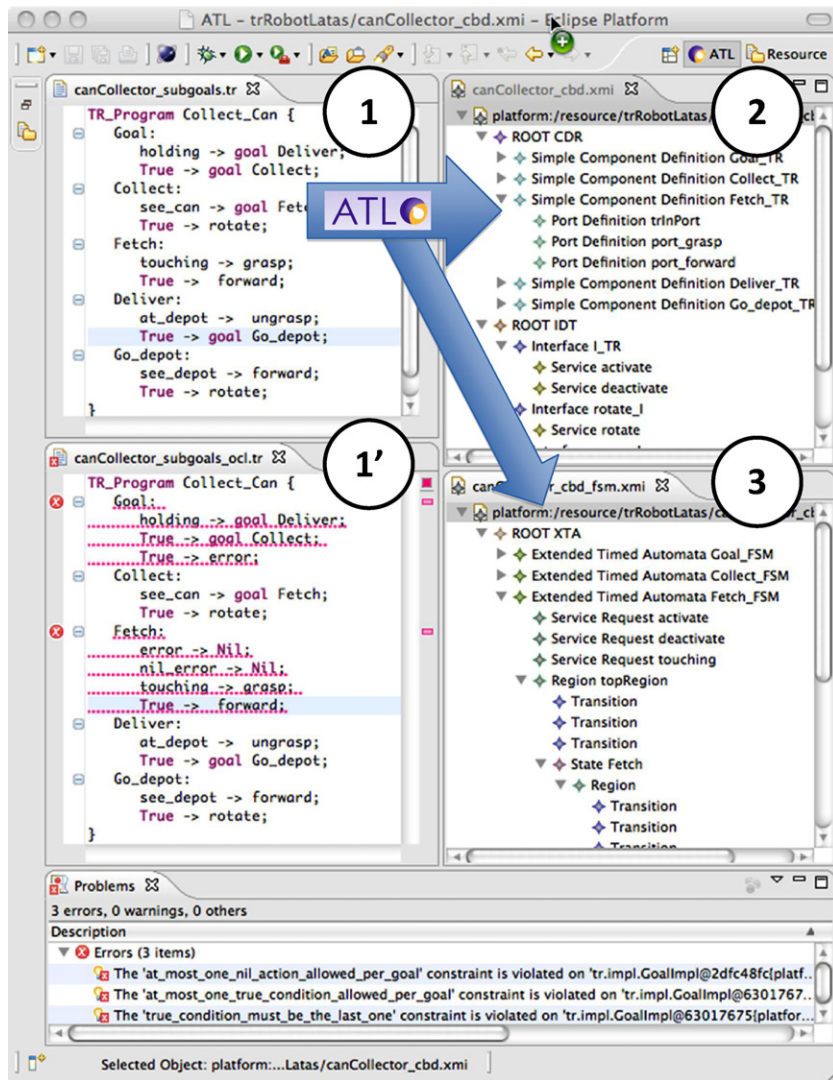 ATL – trRobotLatas/canCollector_cbd.xmi – Eclipse Platform
ATL Resource
canCollector_subgoals.tr
1
TR_Program Collect_Can {
Goal:
holding -> goal Deliver;
True -> goal Collect;
Collect:
see_can -> goal
True -> rotate;
Fetch:
touching -> grasp;
True -> forward;
Deliver:
at_depot -> ungrasp;
True -> goal Go_depot;
Go_depot:
see_depot -> forward;
True -> rotate;
}
ATL
canCollector_cbd.xmi
2
platform:/resource/trRobotLatas/
ROOT CDR
Simple Component Definition Goal_TR
Simple Component Definition Collect_TR
Simple Component Definition Fetch_TR
Port Definition trInPort
Port Definition port_grasp
Port Definition port_forward
Simple Component Definition Deliver_TR
Simple Component Definition Go_depot_TR
ROOT IDT
Interface I_TR
Service activate
Service deactivate
Interface rotate_I
Service rotate
canCollector_subgoals_ocl.tr
1’
TR_Program Collect_Can {
Goal:
holding -> goal Deliver;
True -> goal Collect;
True -> error;
Collect:
see_can -> goal Fetch;
True -> rotate;
Fetch:
error -> Nil;
nil_error -> Nil;
touching -> grasp;
True -> forward;
Deliver:
at_depot -> ungrasp;
True -> goal Go_depot;
Go_depot:
see_depot -> forward;
True -> rotate;
}
3
platform:/resource/trRobotLatas/
ROOT XTA
Extended Timed Automata Goal_FSM
Extended Timed Automata Collect_FSM
Extended Timed Automata Fetch_FSM
Service Request activate
Service Request deactivate
Service Request touching
Region topRegion
Transition
Transition
Transition
State Fetch
Region
Transition
Transition
Transition
Problems
3 errors, 0 warnings, 0 others
Description
Errors (3 items)
The 'at_most_one_nil_action_allowed_per_goal' constraint is violated on 'tr.impl.GoalImpl@2dfc48fc{platf...
The 'at_most_one_true_condition_allowed_per_goal' constraint is violated on 'tr.impl.GoalImpl@6301767...
The 'true_condition_must_be_the_last_one' constraint is violated on 'tr.impl.GoalImpl@63017675{platfor...
Selected Object: platform:...Latas/canCollector_cbd.xmi